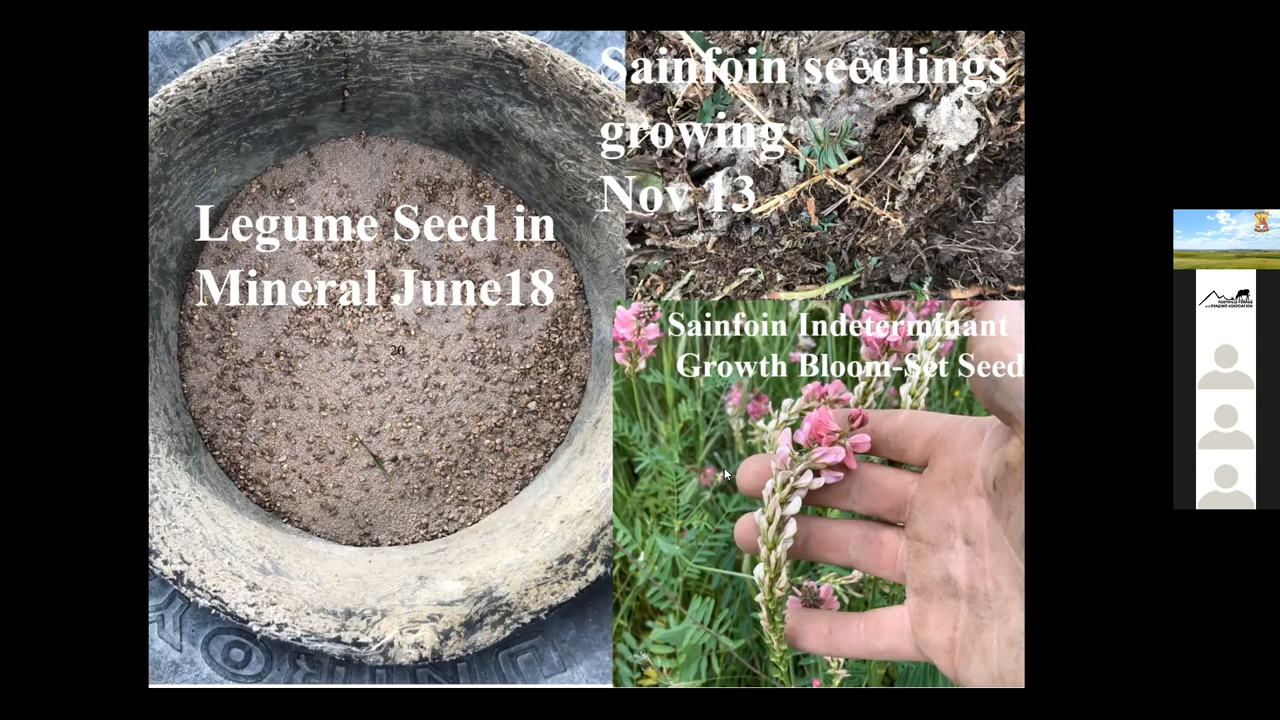 Legume Seed in
Mineral June18
20
Sainfoin seedlings
growing
Nov 13
Sainfoin Indeterminant
Growth Bloom-Set Seed